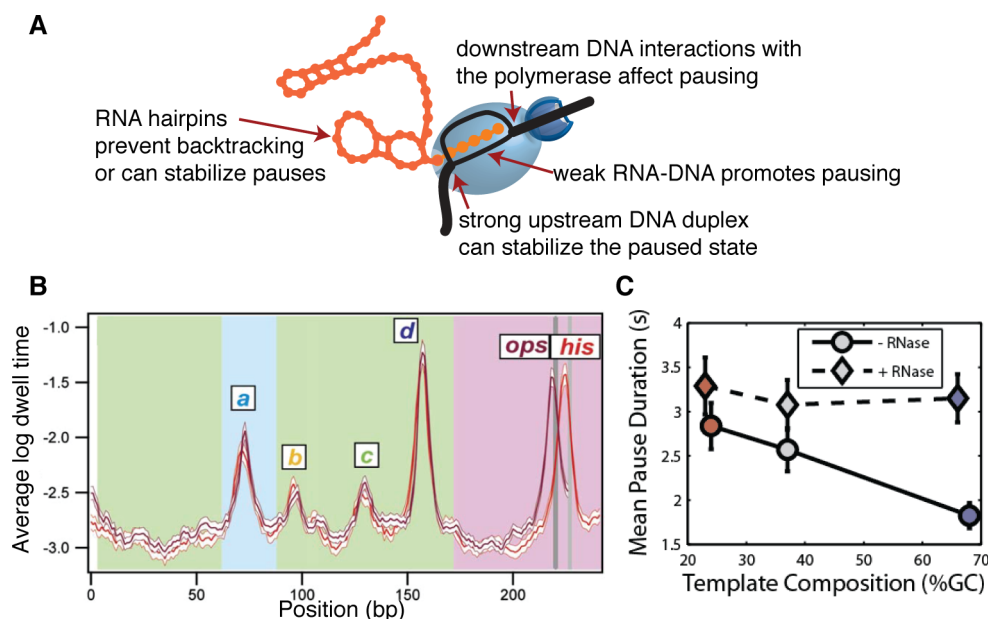 A
downstream DNA interactions with
the polymerase affect pausing
RNA hairpins
prevent backtracking
or can stabilize pauses
weak RNA-DNA promotes pausing
strong upstream DNA duplex
can stabilize the paused state
B
Average log dwell time
-1.0
-1.5
-2.0
-2.5
-3.0
a
b
c
d
ops
his
0
50
100
150
200
Position (bp)
C
Mean Pause Duration (s)
4
3.5
3
2.5
2
1.5
- RNase
+ RNase
20
30
40
50
60
70
Template Composition (%GC)